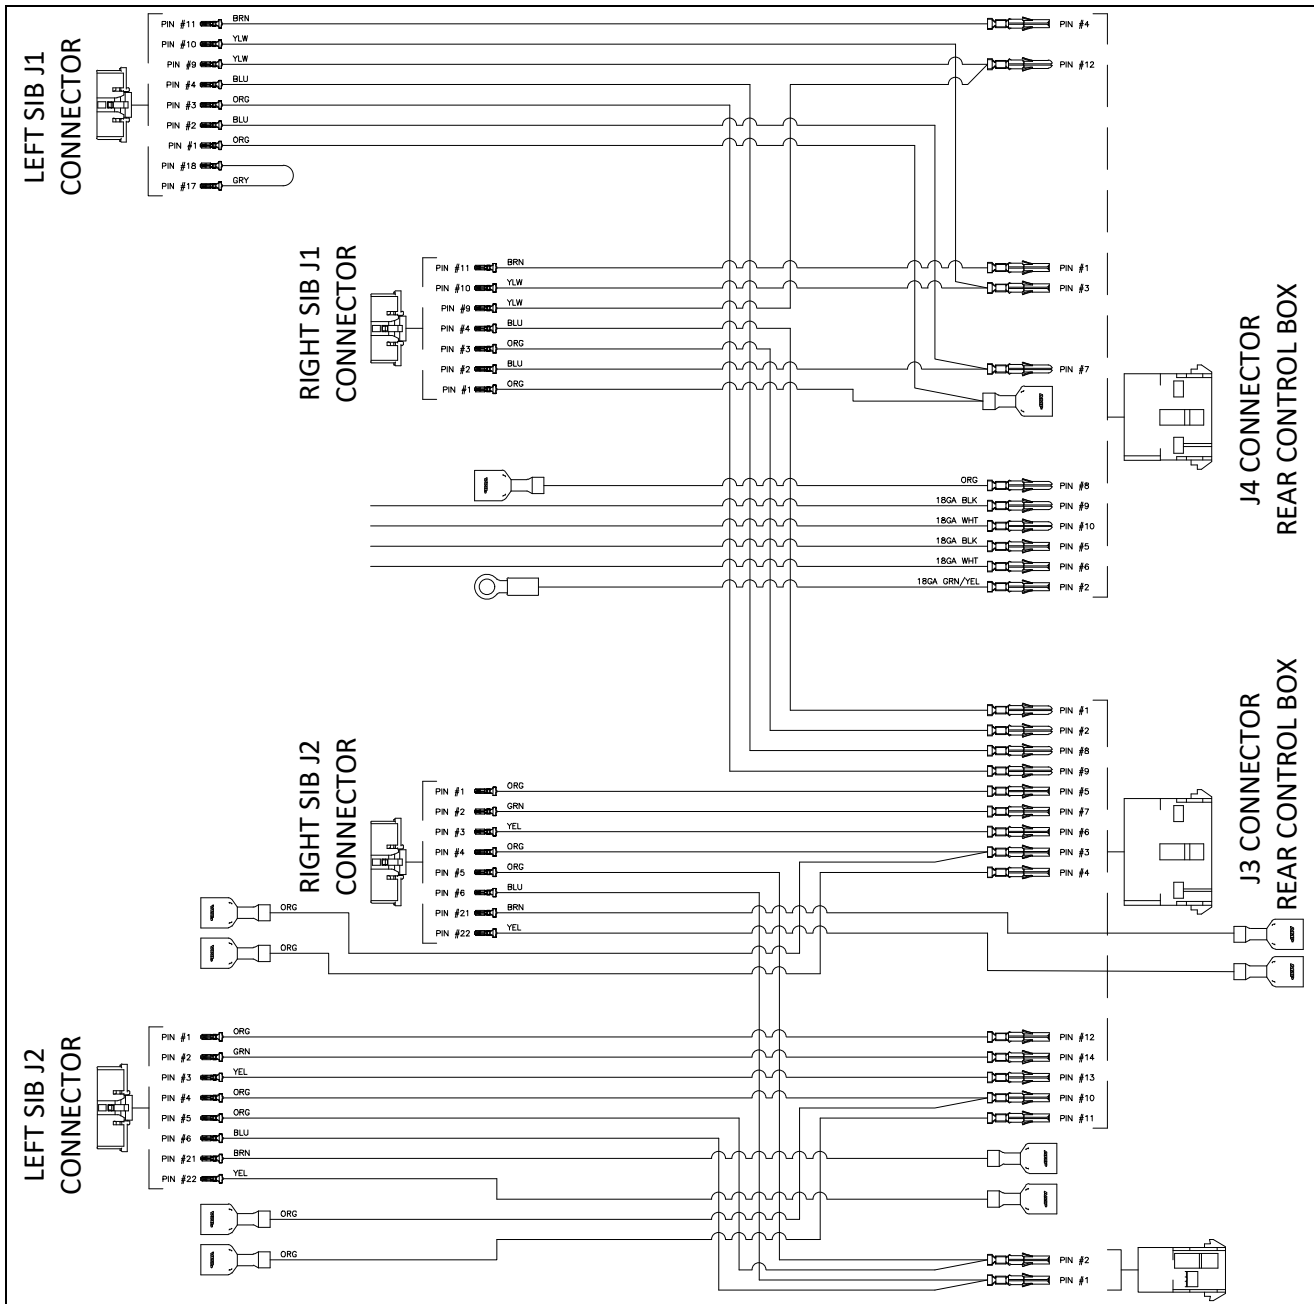 LEFT SIB J1
CONNECTOR
PIN #11 BRN
PIN #10 YLW
PIN #9 YLW
PIN #4 BLU
PIN #3 ORG
PIN #2 BLU
PIN #1 ORG
PIN #18
PIN #17 GRY
PIN #4
PIN #12
RIGHT SIB J1
CONNECTOR
PIN #11 BRN
PIN #10 YLW
PIN #9 YLW
PIN #4 BLU
PIN #3 ORG
PIN #2 BLU
PIN #1 ORG
PIN #1
PIN #3
PIN #7
J4 CONNECTOR
REAR CONTROL BOX
ORG PIN #8
18GA BLK PIN #9
18GA WHT PIN #10
18GA BLK PIN #5
18GA WHT PIN #6
18GA GRN/YEL PIN #2
RIGHT SIB J2
CONNECTOR
PIN #1 ORG
PIN #2 GRN
PIN #3 YEL
PIN #4 ORG
PIN #5 ORG
PIN #6 BLU
PIN #21 BRN
PIN #22 YEL
ORG
ORG
PIN #1
PIN #2
PIN #8
PIN #9
PIN #5
PIN #7
PIN #6
PIN #3
PIN #4
J3 CONNECTOR
REAR CONTROL BOX
LEFT SIB J2
CONNECTOR
PIN #1 ORG
PIN #2 GRN
PIN #3 YEL
PIN #4 ORG
PIN #5 ORG
PIN #6 BLU
PIN #21 BRN
PIN #22 YEL
ORG
ORG
PIN #12
PIN #14
PIN #13
PIN #10
PIN #11
PIN #2
PIN #1